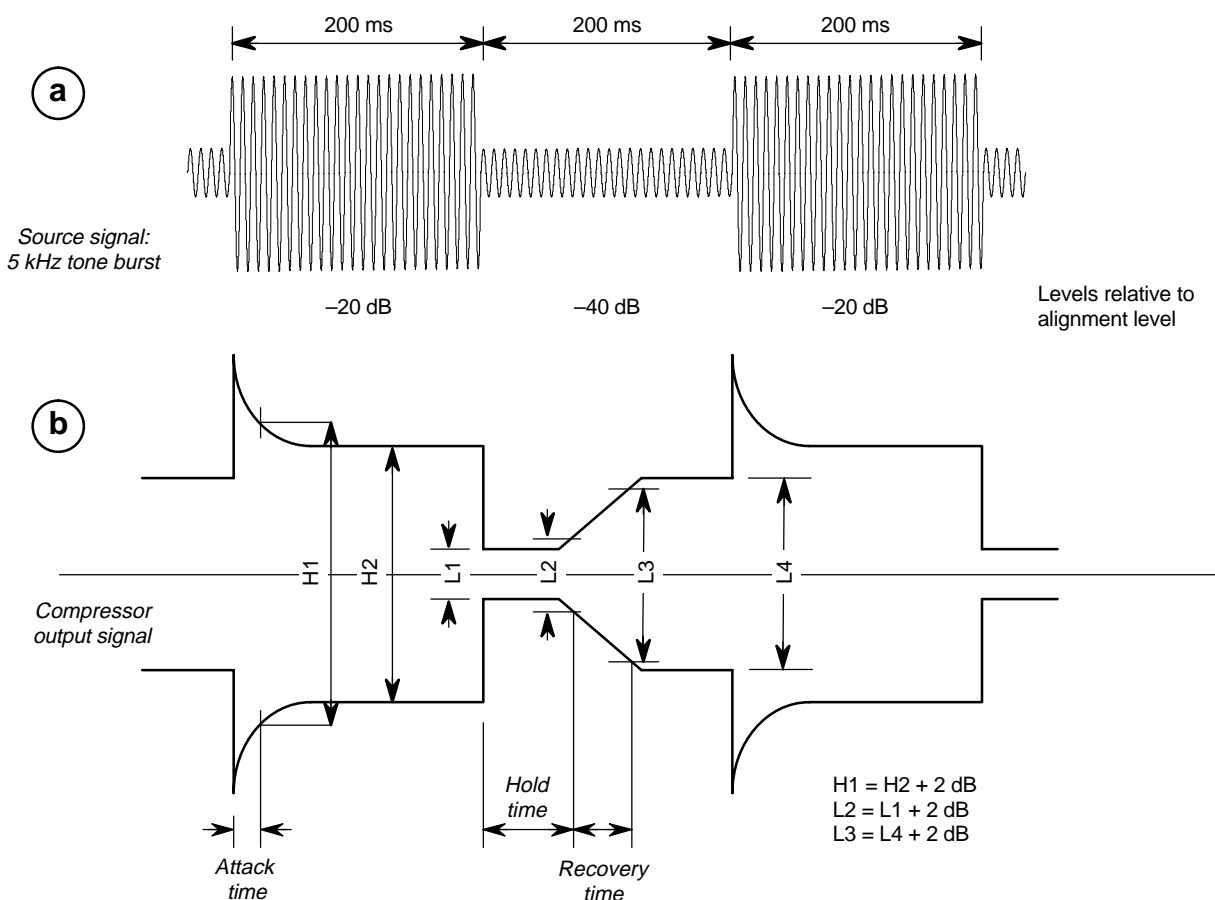 200 ms 200 ms 200 ms
a
Source signal:
5 kHz tone burst
–20 dB –40 dB –20 dB
Levels relative to
alignment level
b
H1
H2
L1
L2
L3
L4
Compressor
output signal
Hold
time
Attack
time
Recovery
time
H1 = H2 + 2 dB
L2 = L1 + 2 dB
L3 = L4 + 2 dB